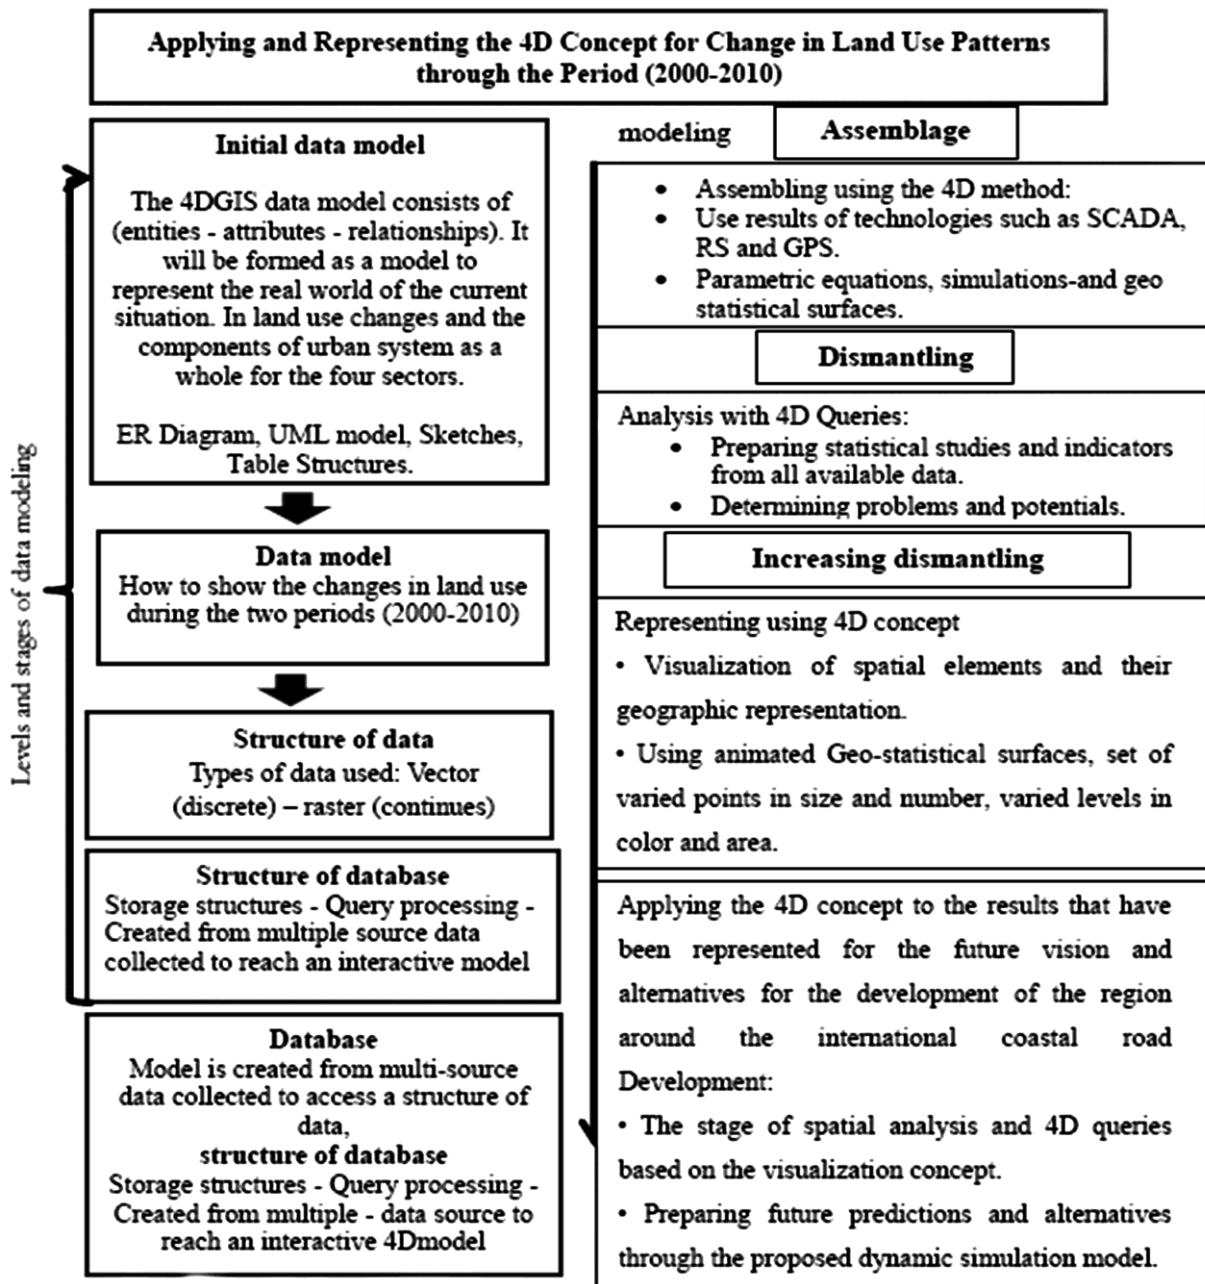 Applying and Representing the 4D Concept for Change in Land Use Patterns
through the Period (2000-2010)
Levels and stages of data modeling
Initial data model
The 4DGIS data model consists of
(entities - attributes - relationships). It
will be formed as a model to
represent the real world of the current
situation. In land use changes and the
components of urban system as a
whole for the four sectors.
ER Diagram, UML model, Sketches,
Table Structures.
Data model
How to show the changes in land use
during the two periods (2000-2010)
Structure of data
Types of data used: Vector
(discrete) – raster (continues)
Structure of database
Storage structures - Query processing -
Created from multiple source data
collected to reach an interactive model
Database
Model is created from multi-source
data collected to access a structure of
data,
structure of database
Storage structures - Query processing -
Created from multiple - data source to
reach an interactive 4Dmodel
modeling
Assemblage
• Assembling using the 4D method:
• Use results of technologies such as SCADA,
RS and GPS.
• Parametric equations, simulations-and geo
statistical surfaces.
Dismantling
Analysis with 4D Queries:
• Preparing statistical studies and indicators
from all available data.
• Determining problems and potentials.
Increasing dismantling
Representing using 4D concept
• Visualization of spatial elements and their
geographic representation.
• Using animated Geo-statistical surfaces, set of
varied points in size and number, varied levels in
color and area.
Applying the 4D concept to the results that have
been represented for the future vision and
alternatives for the development of the region
around the international coastal road
Development:
• The stage of spatial analysis and 4D queries
based on the visualization concept.
• Preparing future predictions and alternatives
through the proposed dynamic simulation model.